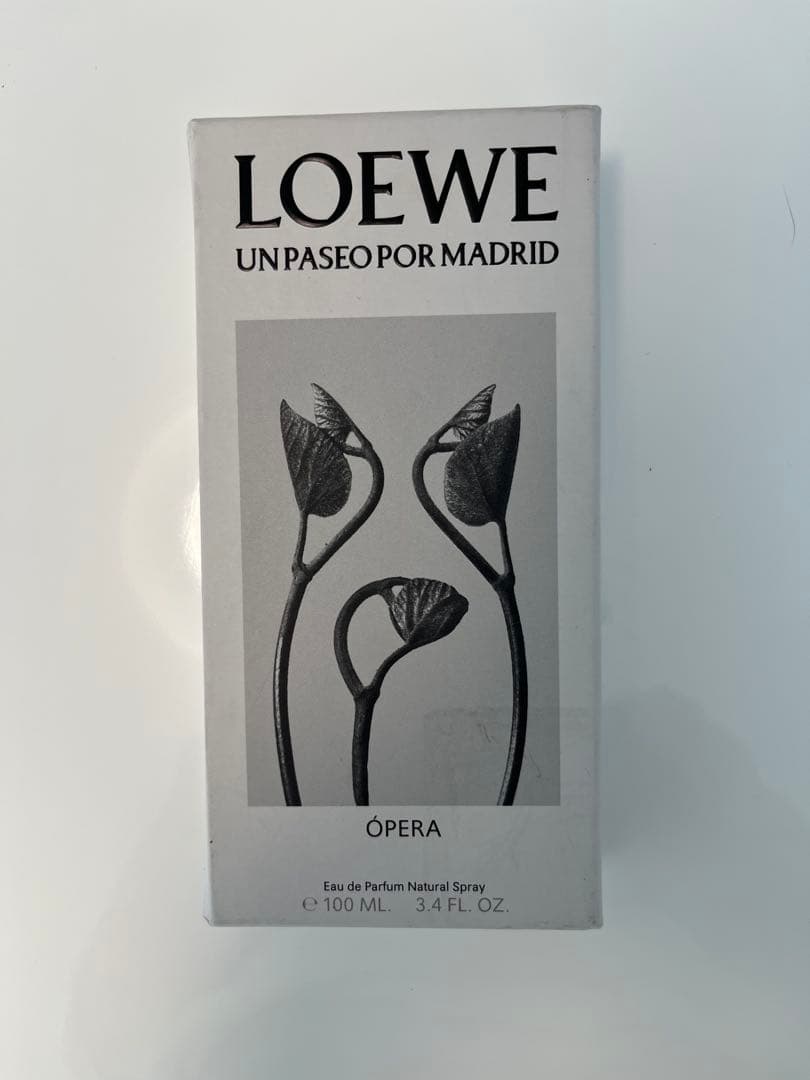 LOEWE
UN PASEO POR MADRID
ÓPERA
Eau de Parfum Natural Spray
℮ 100 ML. 3.4 FL. OZ.